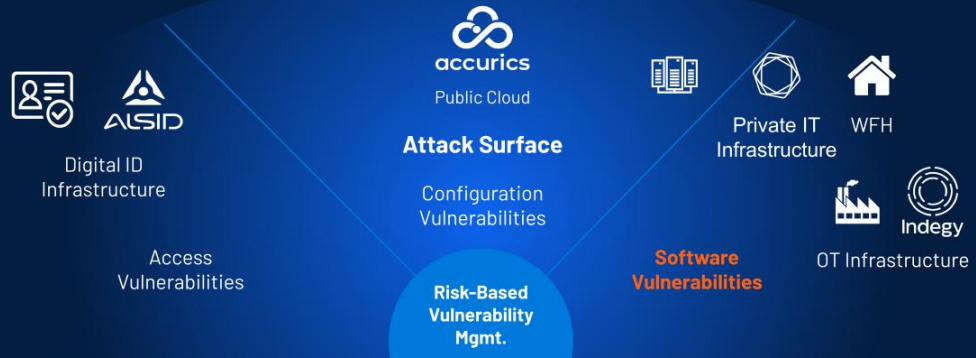 accurics
Public Cloud
Attack Surface
Configuration
Vulnerabilities
ALSID
Digital ID
Infrastructure
Access
Vulnerabilities
Private IT
Infrastructure
WFH
Indegy
OT Infrastructure
Software
Vulnerabilities
Risk-Based
Vulnerability
Mgmt.